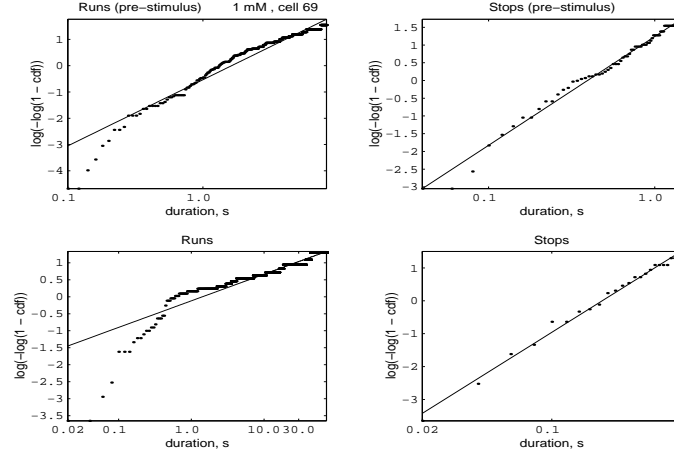 Runs (pre-stimulus) 1 mM , cell 69
1
0
−1
−2
−3
−4
log(−log(1 − cdf))
0.1 1.0
duration, s
Stops (pre-stimulus)
1.5
1
0.5
0
−0.5
−1
−1.5
−2
−2.5
−3
log(−log(1 − cdf))
0.1 1.0
duration, s
Runs
1
0.5
0
−0.5
−1
−1.5
−2
−2.5
−3
−3.5
log(−log(1 − cdf))
0.02 0.1 1.0 10.030.0
duration, s
Stops
1
0
−1
−2
−3
log(−log(1 − cdf))
0.02 0.1
duration, s